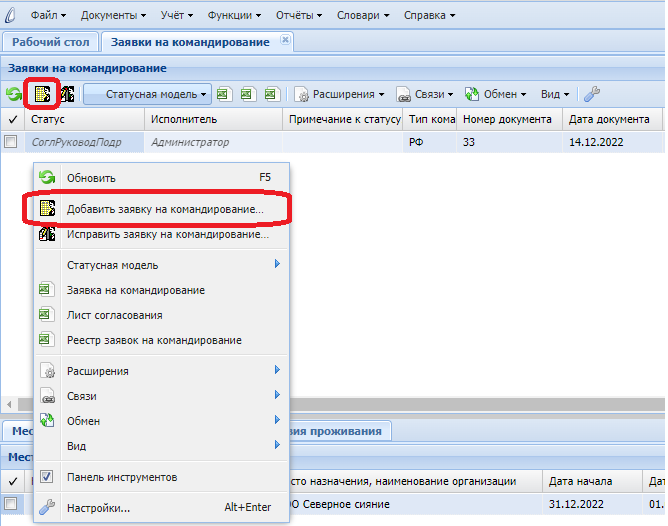 Файл Документы Учёт Функции Отчёты Словари Справка
Рабочий стол Заявки на командирование
Заявки на командирование
Статусная модель Расширения Связи Обмен Вид
Статус Исполнитель Примечание к статусу Тип кома Номер документа Дата документа
СоглРуководПодр Администратор РФ 33 14.12.2022
Обновить F5
Добавить заявку на командирование...
Исправить заявку на командирование...
Статусная модель
Заявка на командирование
Лист согласования
Реестр заявок на командирование
Расширения
Связи
Обмен
Вид
Панель инструментов
Настройки... Alt+Enter
Мес вия проживания
Мест
сто назначения, наименование организации Дата начала Дат
ОО Северное сияние 31.12.2022 01.